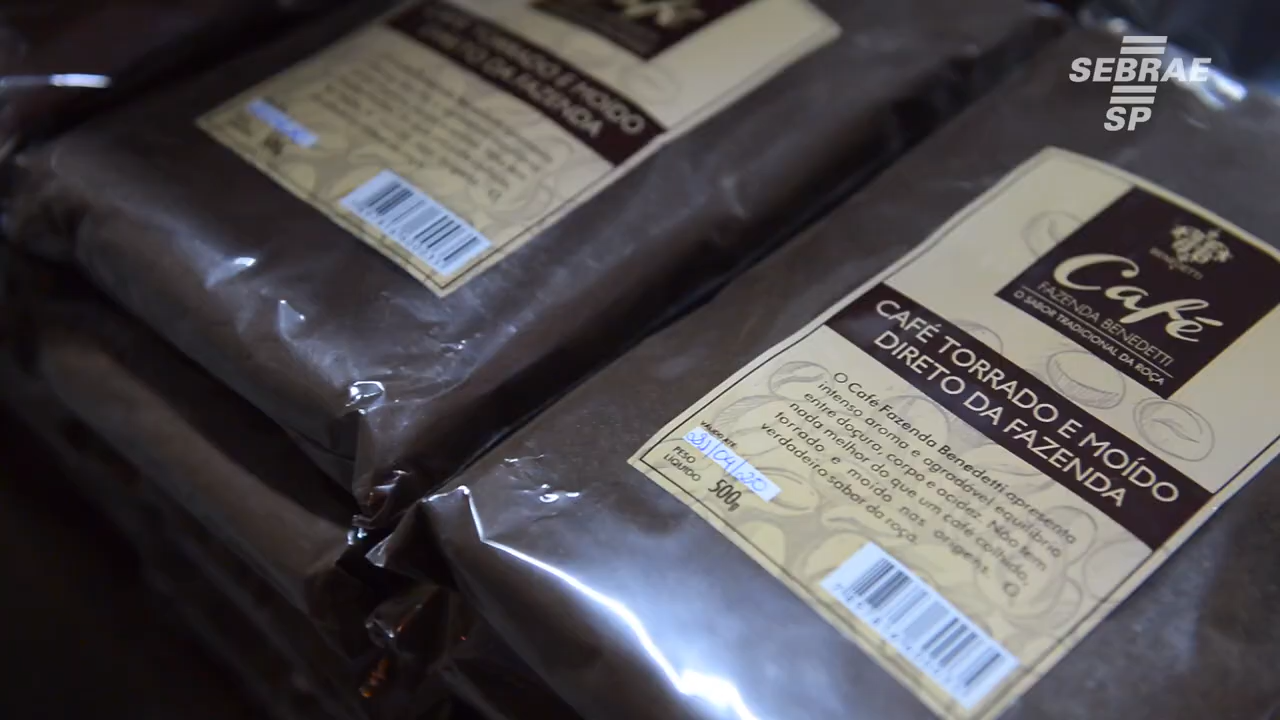 SEBRAE
SP
Café
CAFÉ TORRADO E MOÍDO
DIRETO DA FAZENDA
BENEDETTI
Café
FAZENDA BENEDETTI
O SABOR TRADICIONAL DA ROÇA
CAFÉ TORRADO E MOÍDO
DIRETO DA FAZENDA
O Café Fazenda Benedetti apresenta
intenso aroma e agradável equilíbrio
entre doçura, corpo e acidez. Não tem
nada melhor do que um café colhido,
torrado e moído nas origens. O
verdadeiro sabor da roça.
PESO
LÍQUIDO
500g